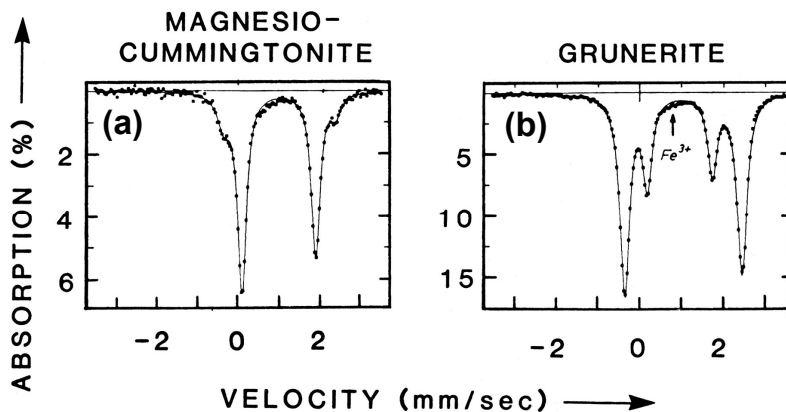 MAGNESIO-
CUMMINGTONITE
GRUNERITE
ABSORPTION (%)
(a)
2
4
6
-2 0 2
(b)
Fe³⁺
5
10
15
-2 0 2
VELOCITY (mm/sec)